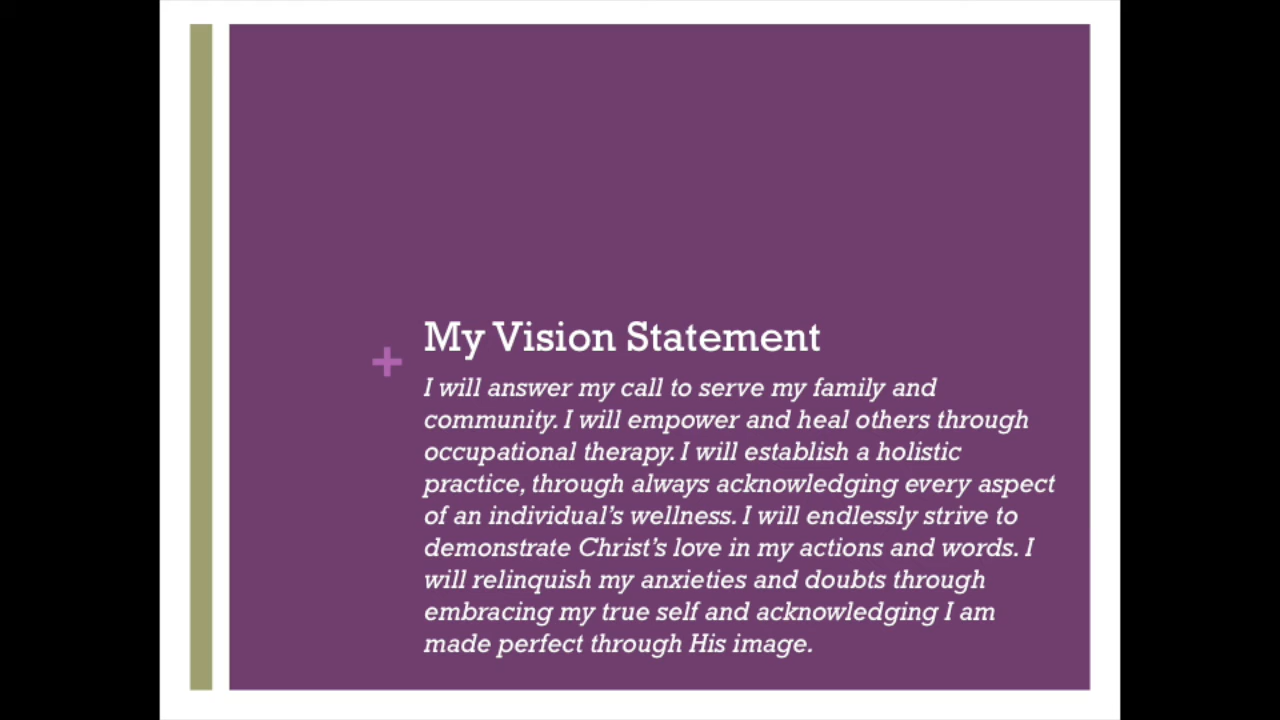 My Vision Statement
I will answer my call to serve my family and
community. I will empower and heal others through
occupational therapy. I will establish a holistic
practice, through always acknowledging every aspect
of an individual’s wellness. I will endlessly strive to
demonstrate Christ’s love in my actions and words. I
will relinquish my anxieties and doubts through
embracing my true self and acknowledging I am
made perfect through His image.